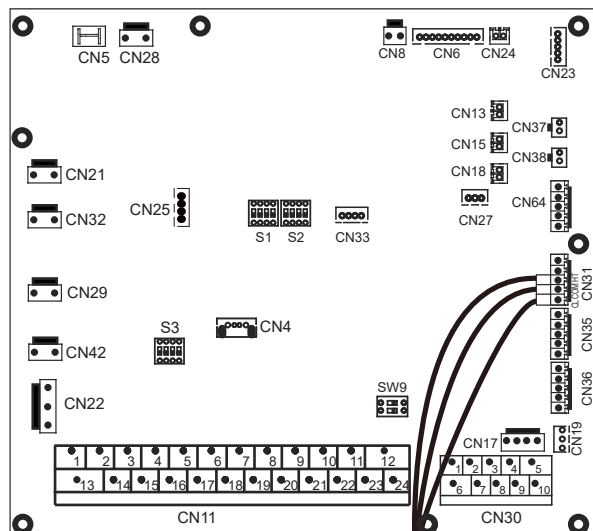 CN5
CN28
CN8
CN6
CN24
CN23
CN13
CN37
CN15
CN38
CN18
CN21
CN32
CN25
S1
S2
CN33
CN27
CN64
CN29
CN31
CL COM HT
CN4
CN35
S3
CN42
CN22
SW9
CN36
CN17
CN19
1 2 3 4 5 6 7 8 9 10 11 12
13 14 15 16 17 18 19 20 21 22 23 24
CN11
1 2 3 4 5
6 7 8 9 10
CN30